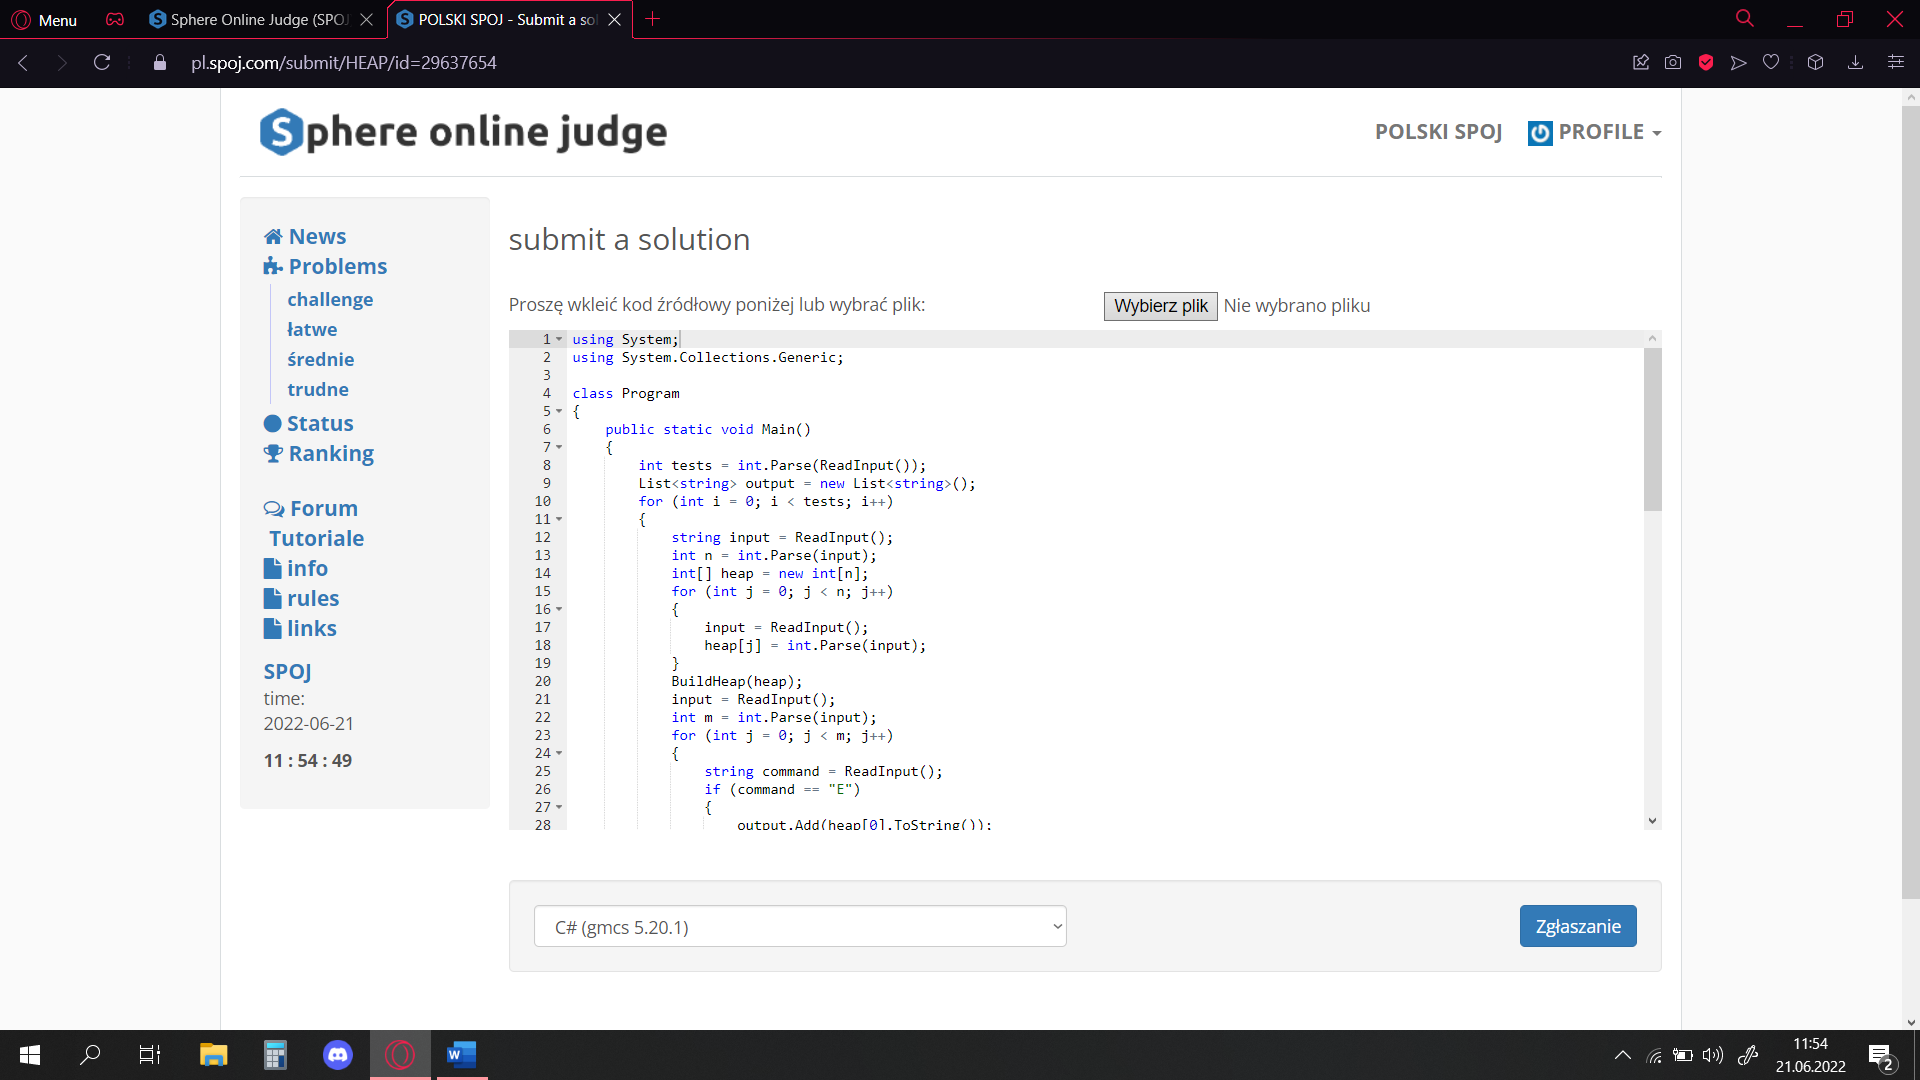 Menu
Sphere Online Judge (SPOJ
POLSKI SPOJ - Submit a sol
pl.spoj.com/submit/HEAP/id=29637654
Sphere online judge
POLSKI SPOJ
PROFILE
News
Problems
challenge
łatwe
średnie
trudne
Status
Ranking
Forum
Tutoriale
info
rules
links
SPOJ
time:
2022-06-21
11 : 54 : 49
submit a solution
Proszę wkleić kod źródłowy poniżej lub wybrać plik:
Wybierz plik
Nie wybrano pliku
1 using System;
2 using System.Collections.Generic;
3
4 class Program
5 {
6 public static void Main()
7 {
8 int tests = int.Parse(ReadInput());
9 List<string> output = new List<string>();
10 for (int i = 0; i < tests; i++)
11 {
12 string input = ReadInput();
13 int n = int.Parse(input);
14 int[] heap = new int[n];
15 for (int j = 0; j < n; j++)
16 {
17 input = ReadInput();
18 heap[j] = int.Parse(input);
19 }
20 BuildHeap(heap);
21 input = ReadInput();
22 int m = int.Parse(input);
23 for (int j = 0; j < m; j++)
24 {
25 string command = ReadInput();
26 if (command == "E")
27 {
28 output.Add(heap[0].ToString());
C# (gmcs 5.20.1)
Zgłaszanie
W
11:54
21.06.2022
2